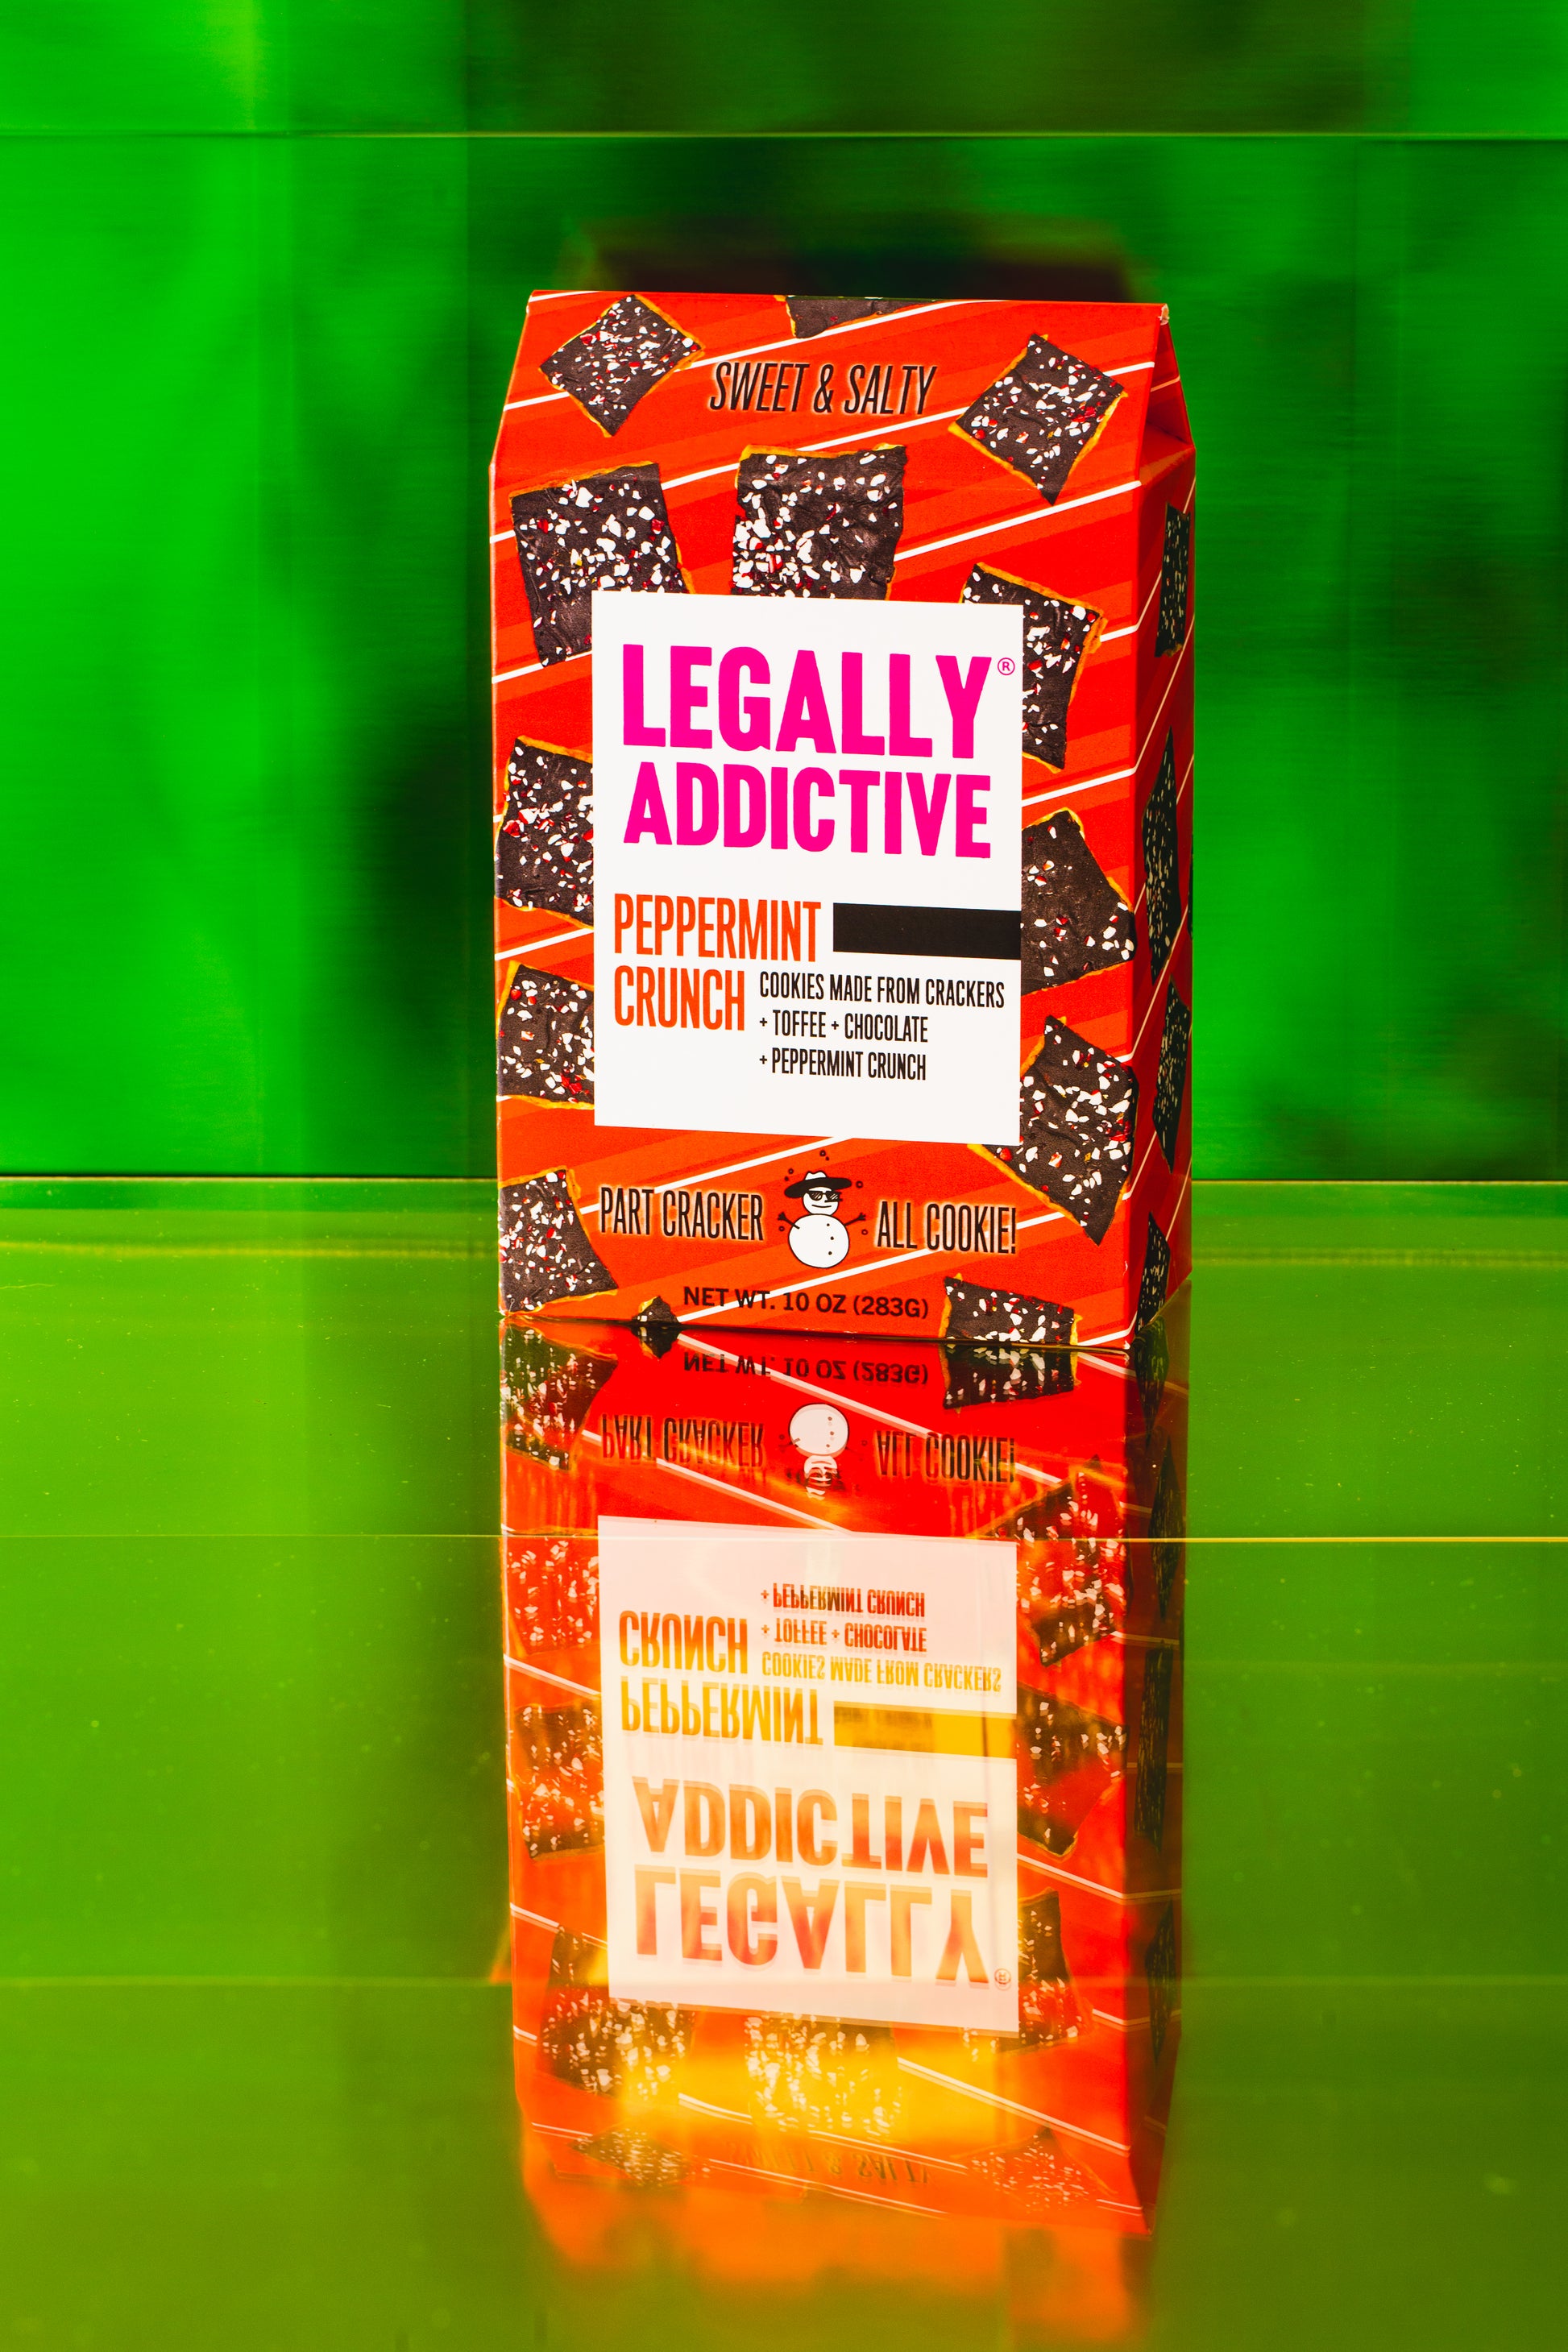 SWEET & SALTY
LEGALLY®
ADDICTIVE
PEPPERMINT
CRUNCH
COOKIES MADE FROM CRACKERS
+ TOFFEE + CHOCOLATE
+ PEPPERMINT CRUNCH
PART CRACKER ALL COOKIE!
NET WT. 10 OZ (283G)